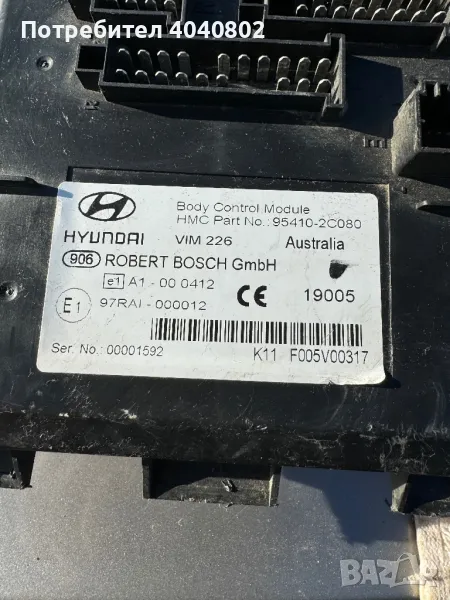 Потребител 4040802
Body Control Module
HMC Part No.: 95410-2C080
HYUNDAI VIM 226 Australia
906 ROBERT BOSCH GmbH
e1 A1 - 00 0412
E1 97RAI - 000012 CE 19005
Ser. No.: 00001592 K11 F005V00317
BAZAR